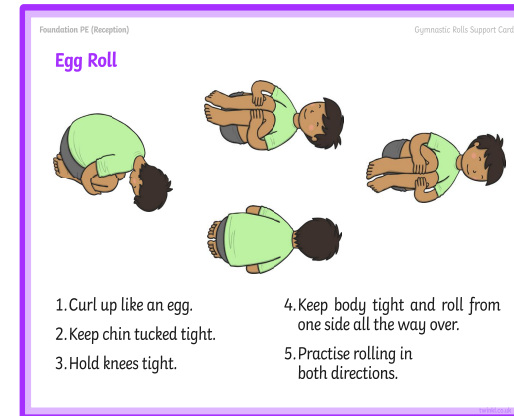 Foundation PE (Reception)
Gymnastic Rolls Support Card
Egg Roll
1. Curl up like an egg.
2. Keep chin tucked tight.
3. Hold knees tight.
4. Keep body tight and roll from
one side all the way over.
5. Practise rolling in
both directions.
twinkl.co.uk